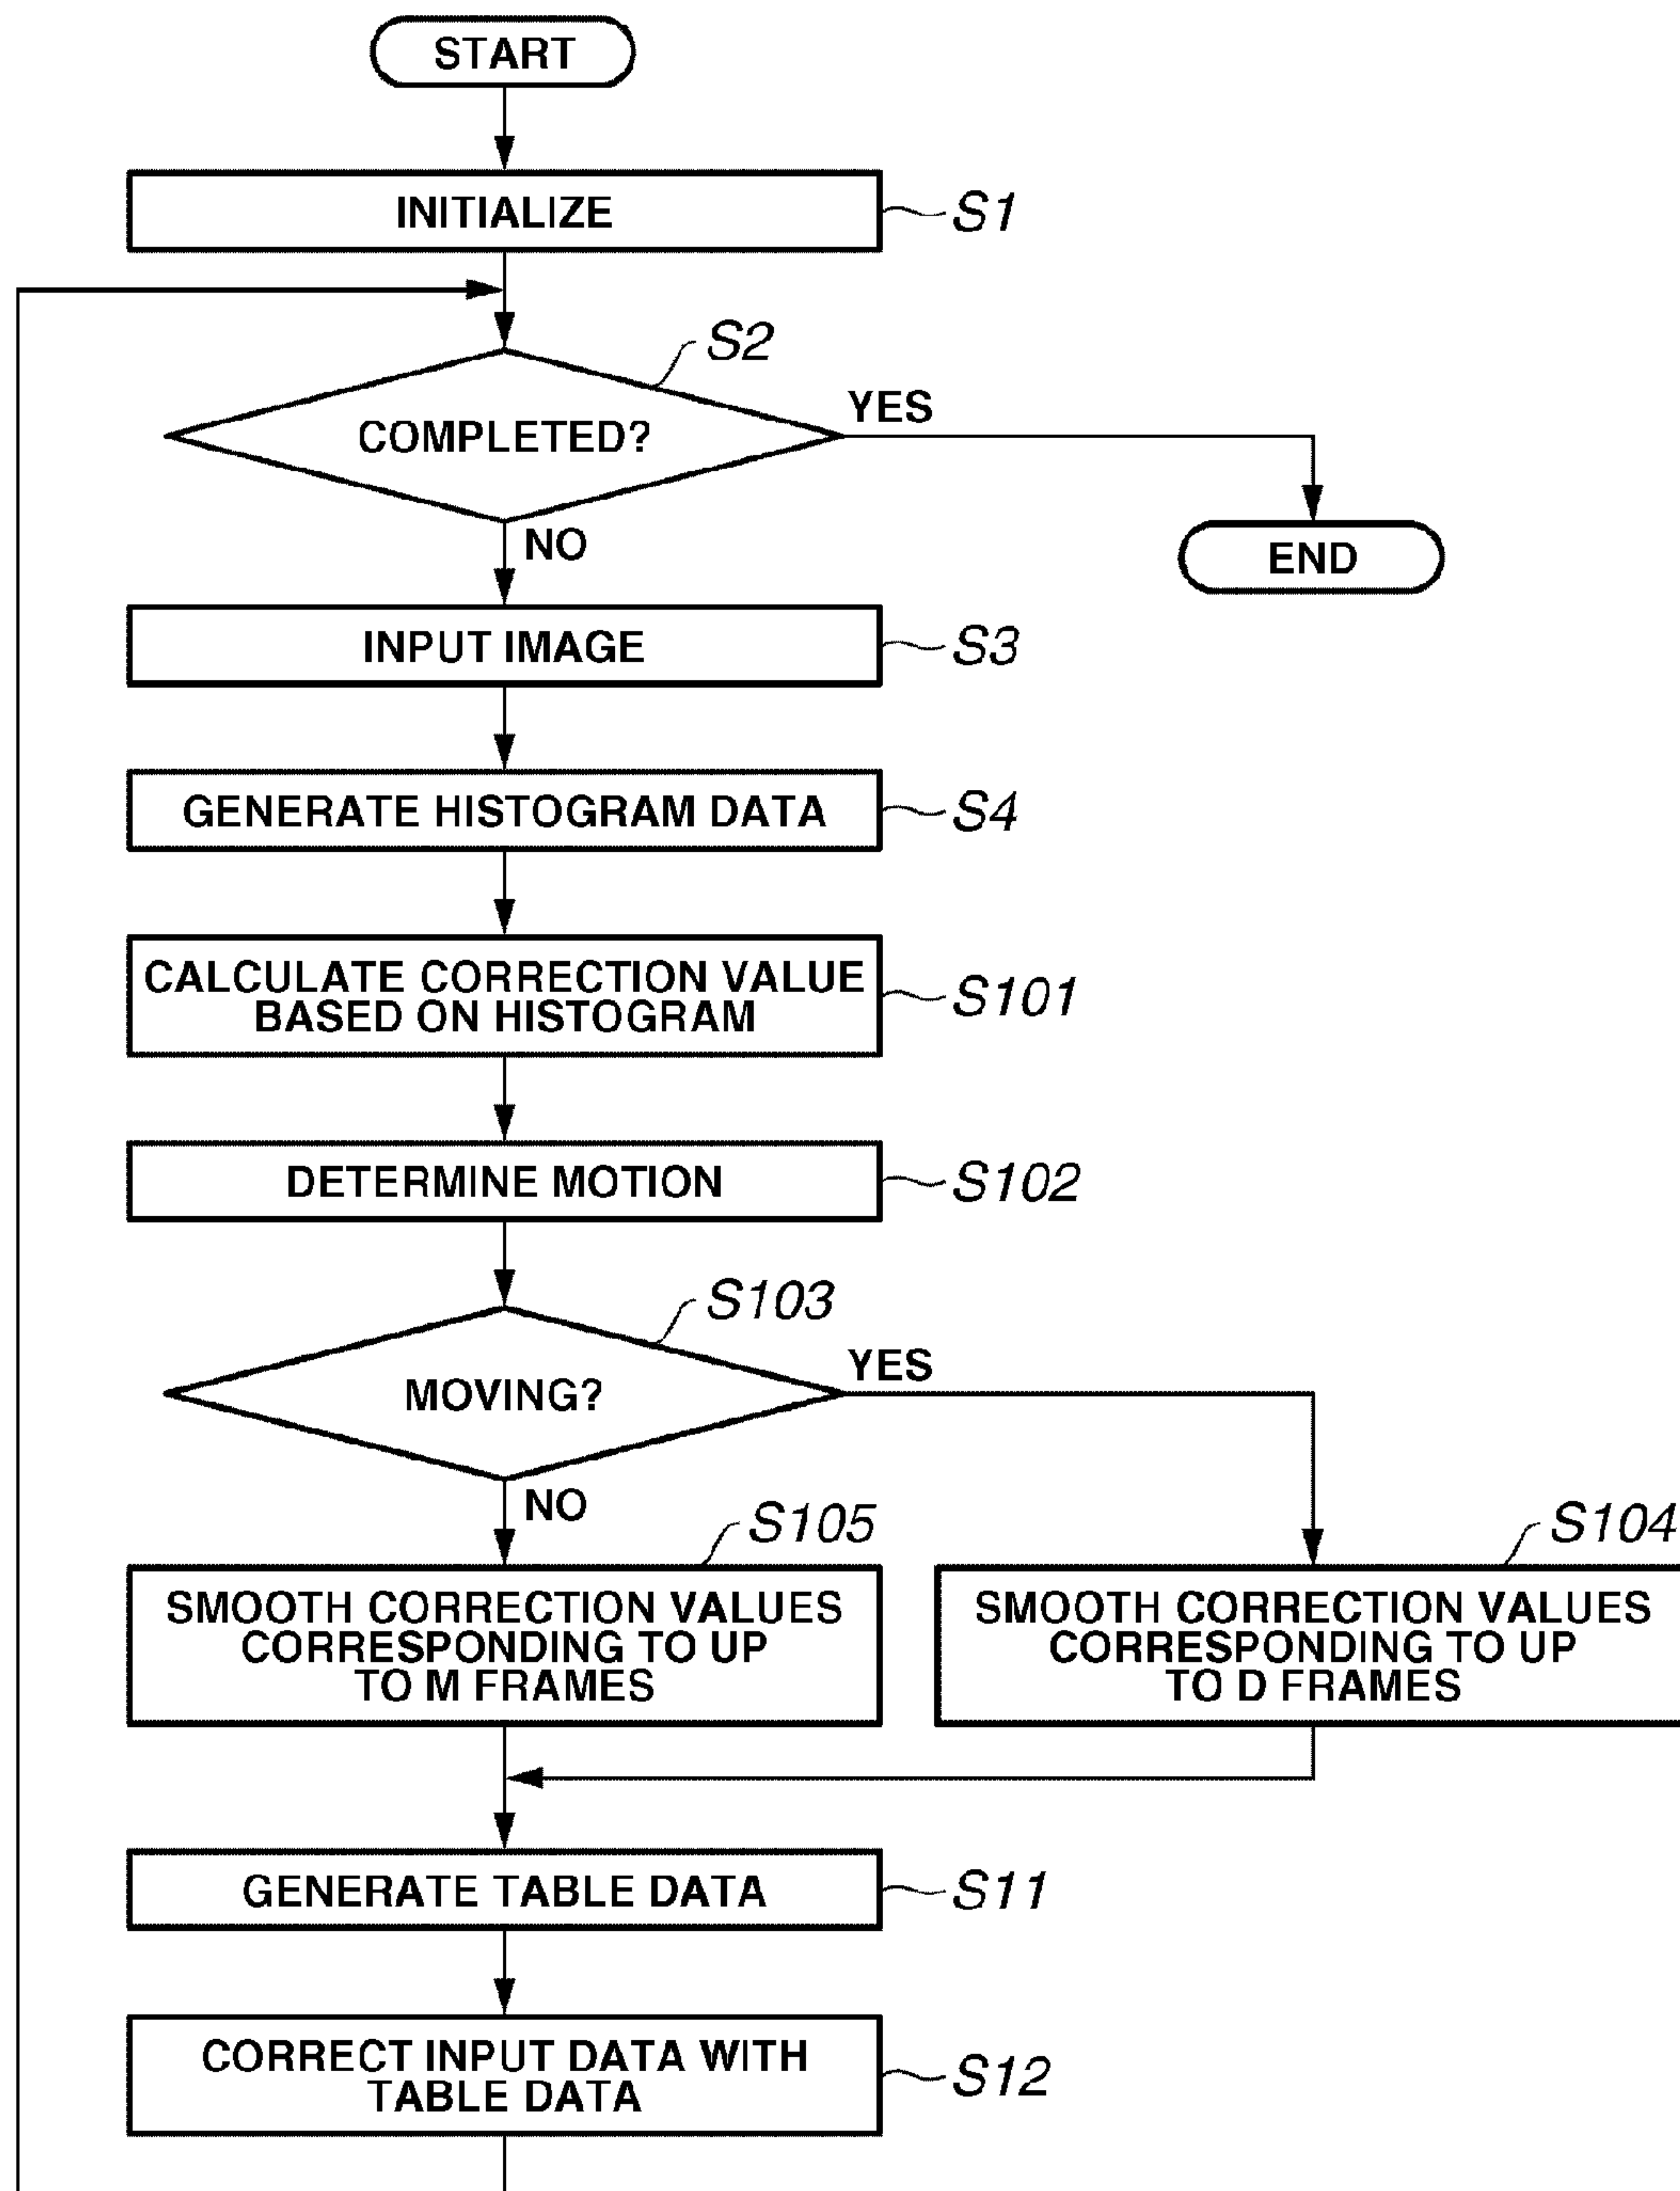 START
INITIALIZE
S1
S2
COMPLETED?
YES
NO
END
INPUT IMAGE
S3
GENERATE HISTOGRAM DATA
S4
CALCULATE CORRECTION VALUE
BASED ON HISTOGRAM
S101
DETERMINE MOTION
S102
S103
MOVING?
YES
NO
S105
SMOOTH CORRECTION VALUES
CORRESPONDING TO UP
TO M FRAMES
S104
SMOOTH CORRECTION VALUES
CORRESPONDING TO UP
TO D FRAMES
GENERATE TABLE DATA
S11
CORRECT INPUT DATA WITH
TABLE DATA
S12